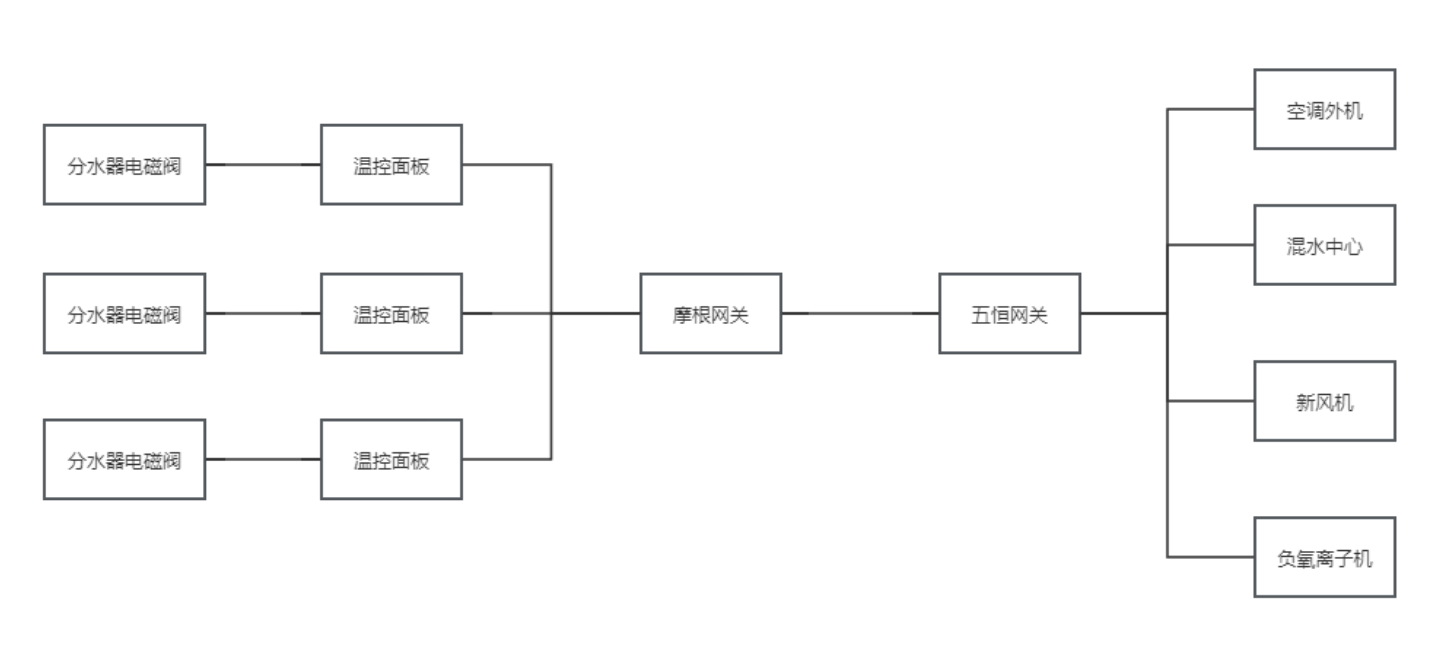 空调外机
分水器电磁阀
温控面板
混水中心
分水器电磁阀
温控面板
摩根网关
五恒网关
新风机
分水器电磁阀
温控面板
负氧离子机